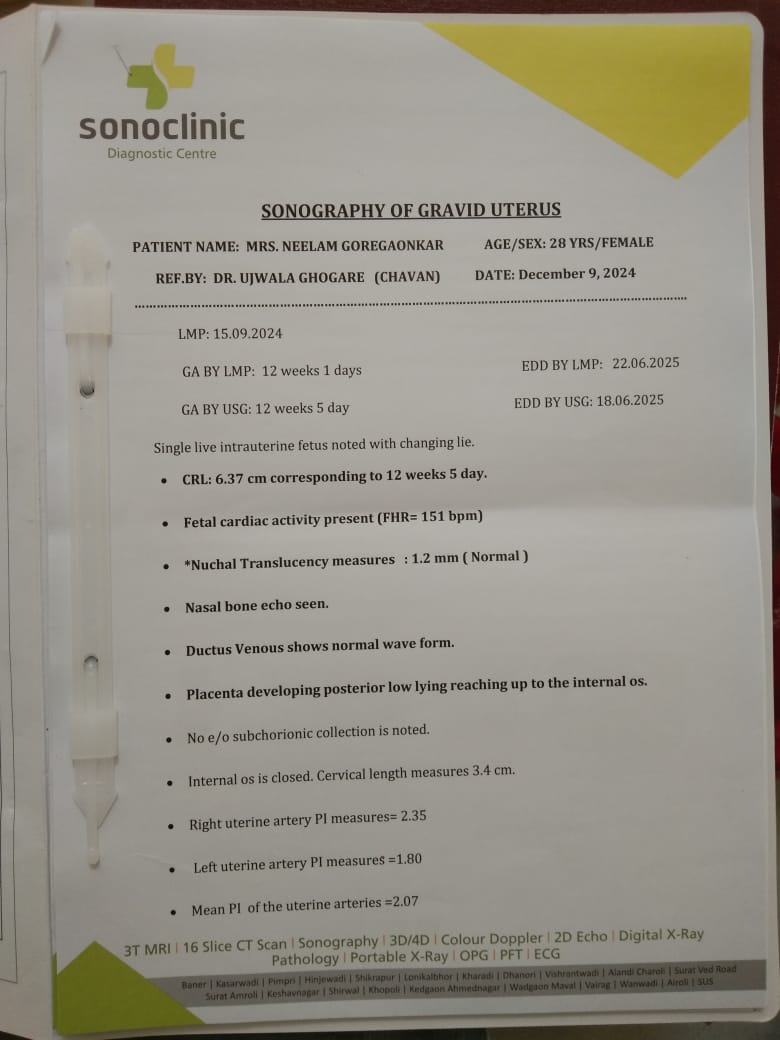 sonoclinic
Diagnostic Centre
SONOGRAPHY OF GRAVID UTERUS
PATIENT NAME: MRS. NEELAM GOREGAONKAR AGE/SEX: 28 YRS/FEMALE
REF.BY: DR. UJWALA GHOGARE (CHAVAN) DATE: December 9, 2024
LMP: 15.09.2024
GA BY LMP: 12 weeks 1 days EDD BY LMP: 22.06.2025
GA BY USG: 12 weeks 5 day EDD BY USG: 18.06.2025
Single live intrauterine fetus noted with changing lie.
• CRL: 6.37 cm corresponding to 12 weeks 5 day.
• Fetal cardiac activity present (FHR= 151 bpm)
• *Nuchal Translucency measures : 1.2 mm ( Normal )
• Nasal bone echo seen.
• Ductus Venous shows normal wave form.
• Placenta developing posterior low lying reaching up to the internal os.
• No e/o subchorionic collection is noted.
• Internal os is closed. Cervical length measures 3.4 cm.
• Right uterine artery PI measures= 2.35
• Left uterine artery PI measures =1.80
• Mean PI of the uterine arteries =2.07
3T MRI | 16 Slice CT Scan | Sonography | 3D/4D | Colour Doppler | 2D Echo | Digital X-Ray
Pathology | Portable X-Ray | OPG | PFT | ECG
Baner | Kasarwadi | Pimpri | Hinjewadi | Shikrapur | Lonikalbhor | Kharadi | Dhanori | Vishrantwadi | Alandi Charoli | Surat Ved Road
Surat Amroli | Keshavnagar | Shirwal | Khopoli | Kedgaon Ahmednagar | Wadgaon Maval | Vairag | Wanwadi | Airoli | SUS